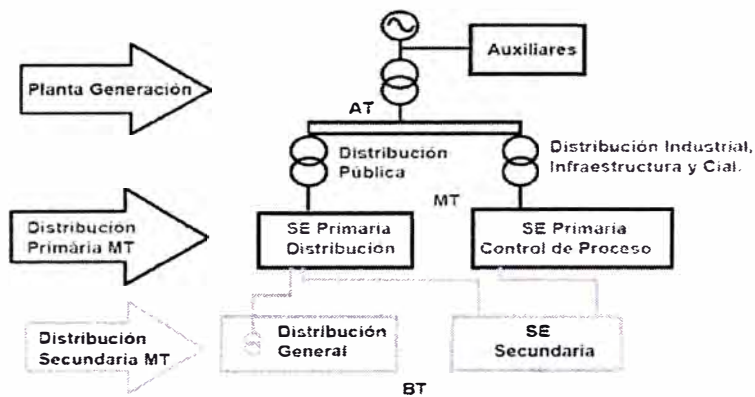 Auxiliares
Planta Generación
AT
Distribución
Pública
Distribución Industrial,
Infraestructura y Cial.
MT
Distribución
Primària MT
SE Primaria
Distribución
SE Primaria
Control de Proceso
Distribución
Secundaria MT
Distribución
General
SE
Secundaria
BT